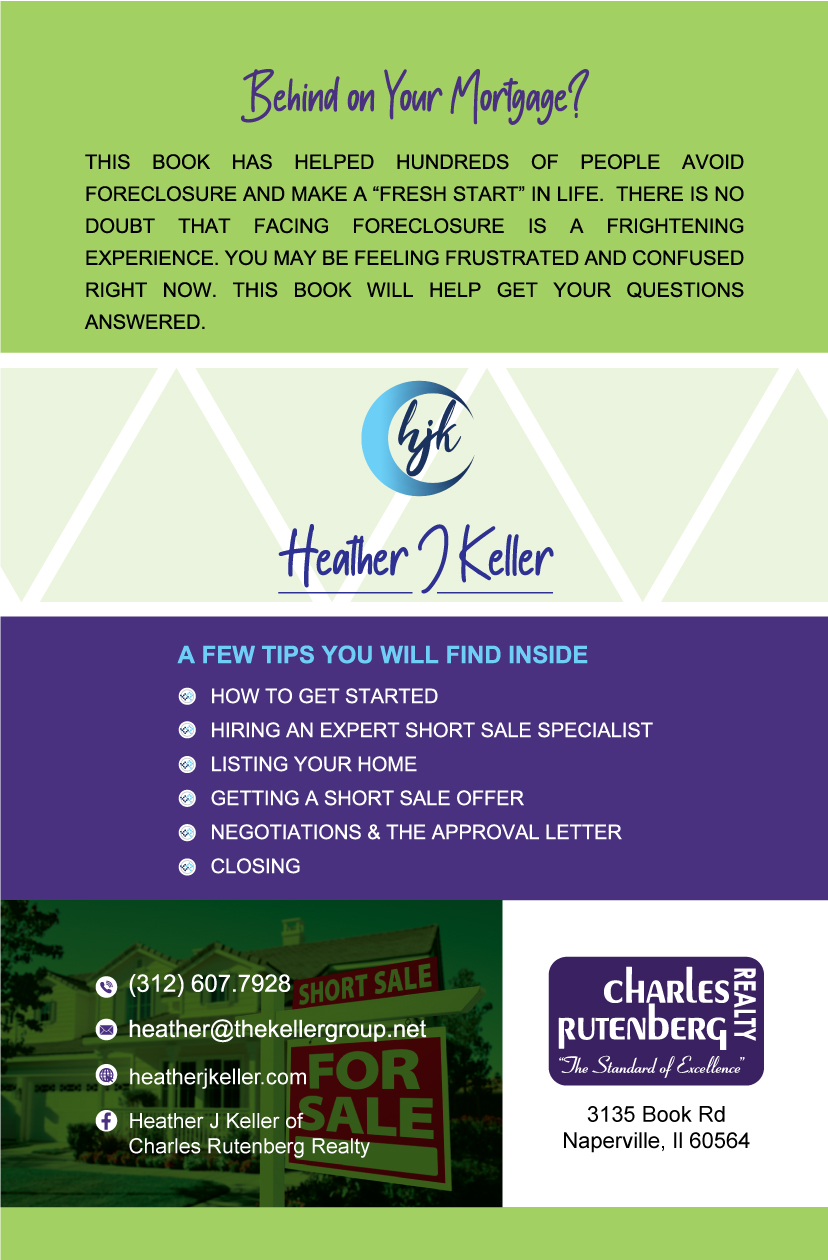 Behind on Your Mortgage?
THIS BOOK HAS HELPED HUNDREDS OF PEOPLE AVOID
FORECLOSURE AND MAKE A “FRESH START” IN LIFE. THERE IS NO
DOUBT THAT FACING FORECLOSURE IS A FRIGHTENING
EXPERIENCE. YOU MAY BE FEELING FRUSTRATED AND CONFUSED
RIGHT NOW. THIS BOOK WILL HELP GET YOUR QUESTIONS
ANSWERED.
hjk
Heather J Keller
A FEW TIPS YOU WILL FIND INSIDE
HOW TO GET STARTED
HIRING AN EXPERT SHORT SALE SPECIALIST
LISTING YOUR HOME
GETTING A SHORT SALE OFFER
NEGOTIATIONS & THE APPROVAL LETTER
CLOSING
(312) 607.7928
heather@thekellergroup.net
heatherjkeller.com
Heather J Keller of
Charles Rutenberg Realty
SHORT SALE
FOR
SALE
CHARLES
RUTENBERG
REALTY
“The Standard of Excellence”
3135 Book Rd
Naperville, Il 60564